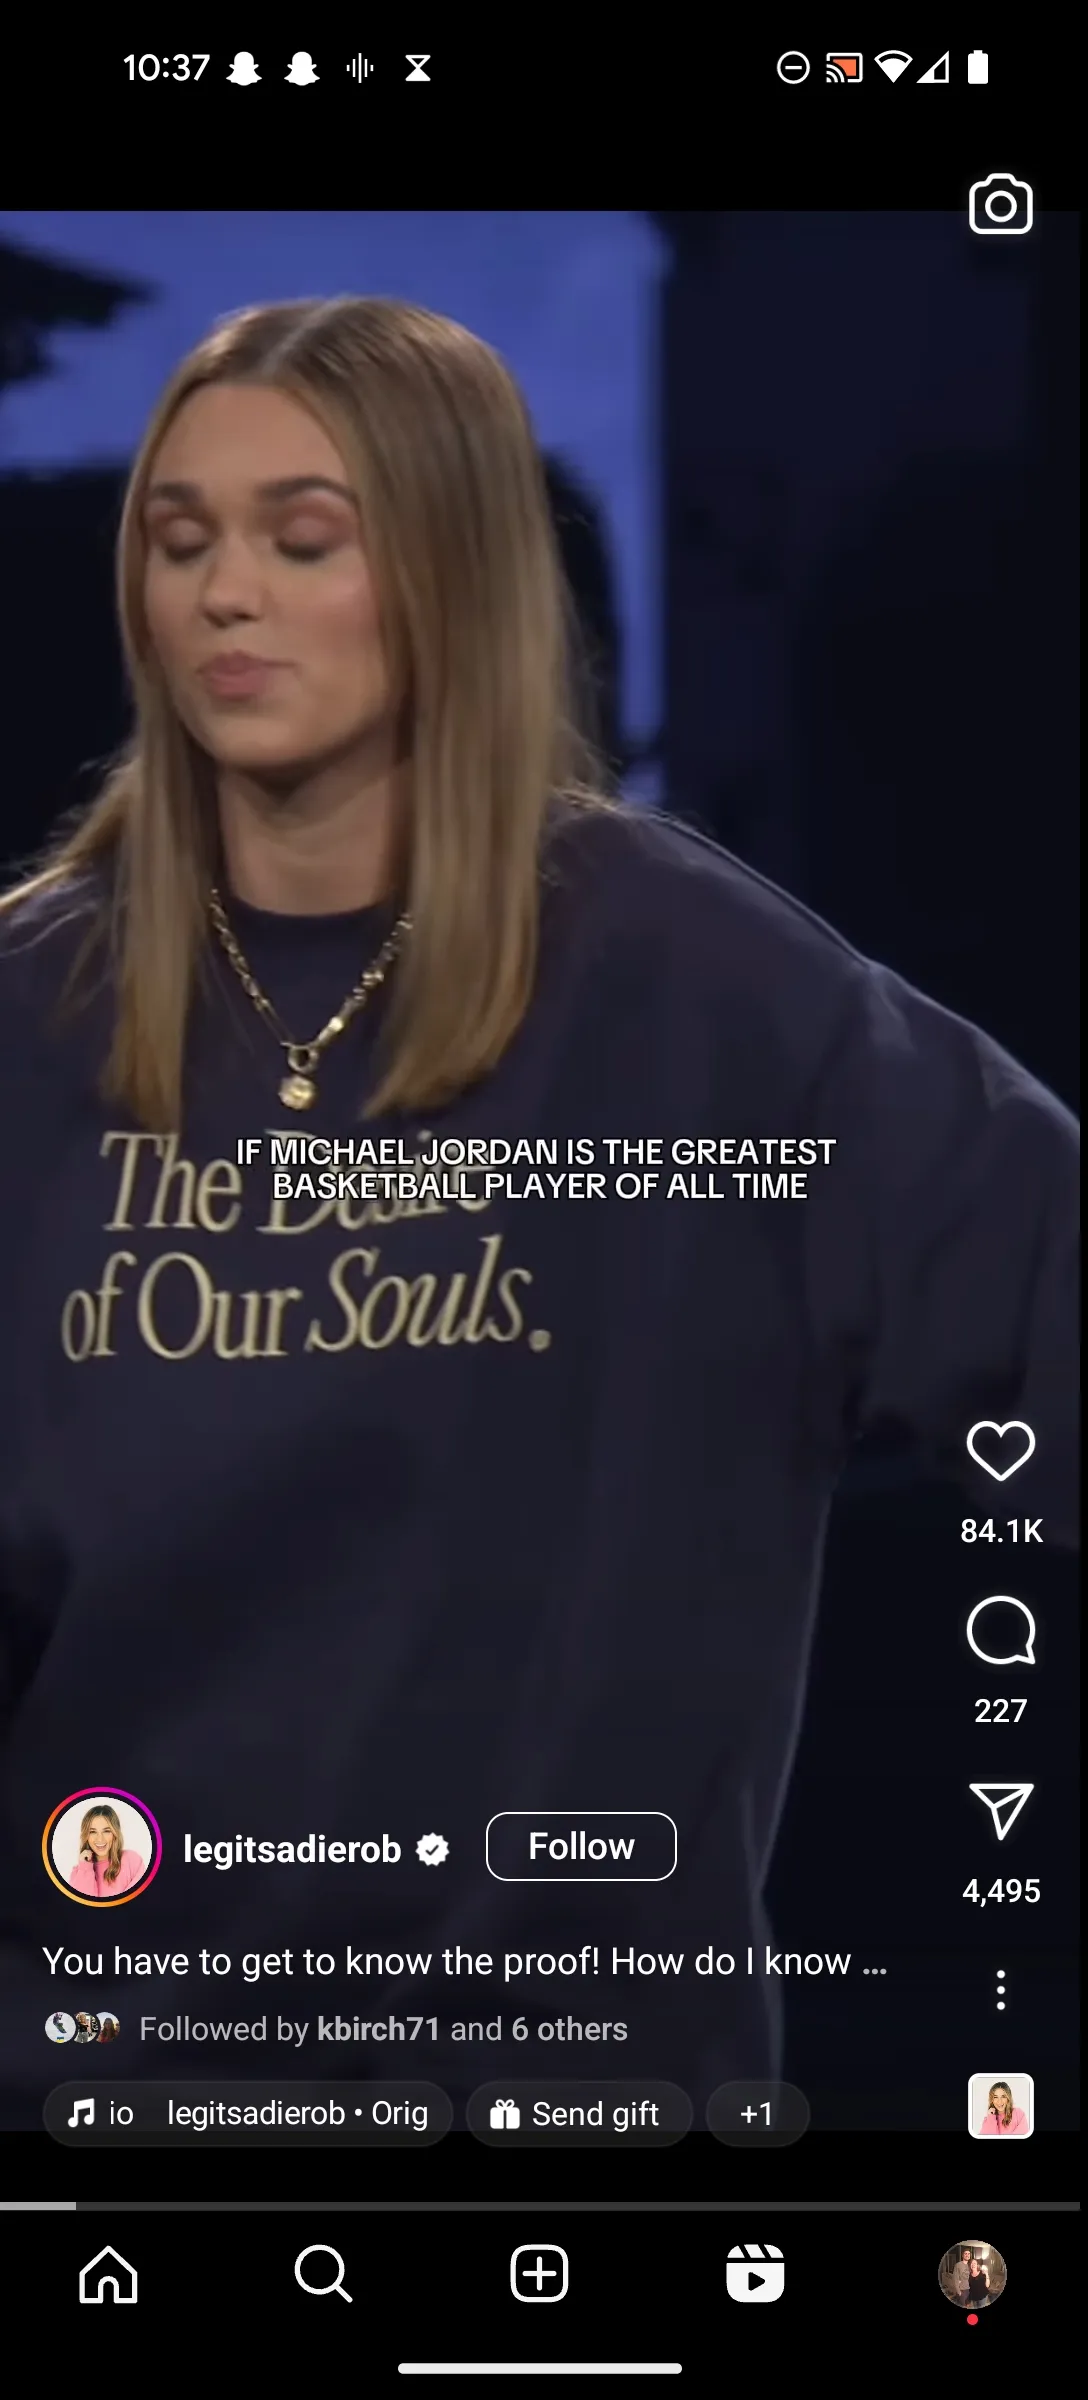 10:37
The Desire
IF MICHAEL JORDAN IS THE GREATEST
BASKETBALL PLAYER OF ALL TIME
of Our Souls.
84.1K
227
legitsadierob
Follow
4,495
You have to get to know the proof! How do I know ...
Followed by kbirch71 and 6 others
io legitsadierob • Orig
Send gift
+1